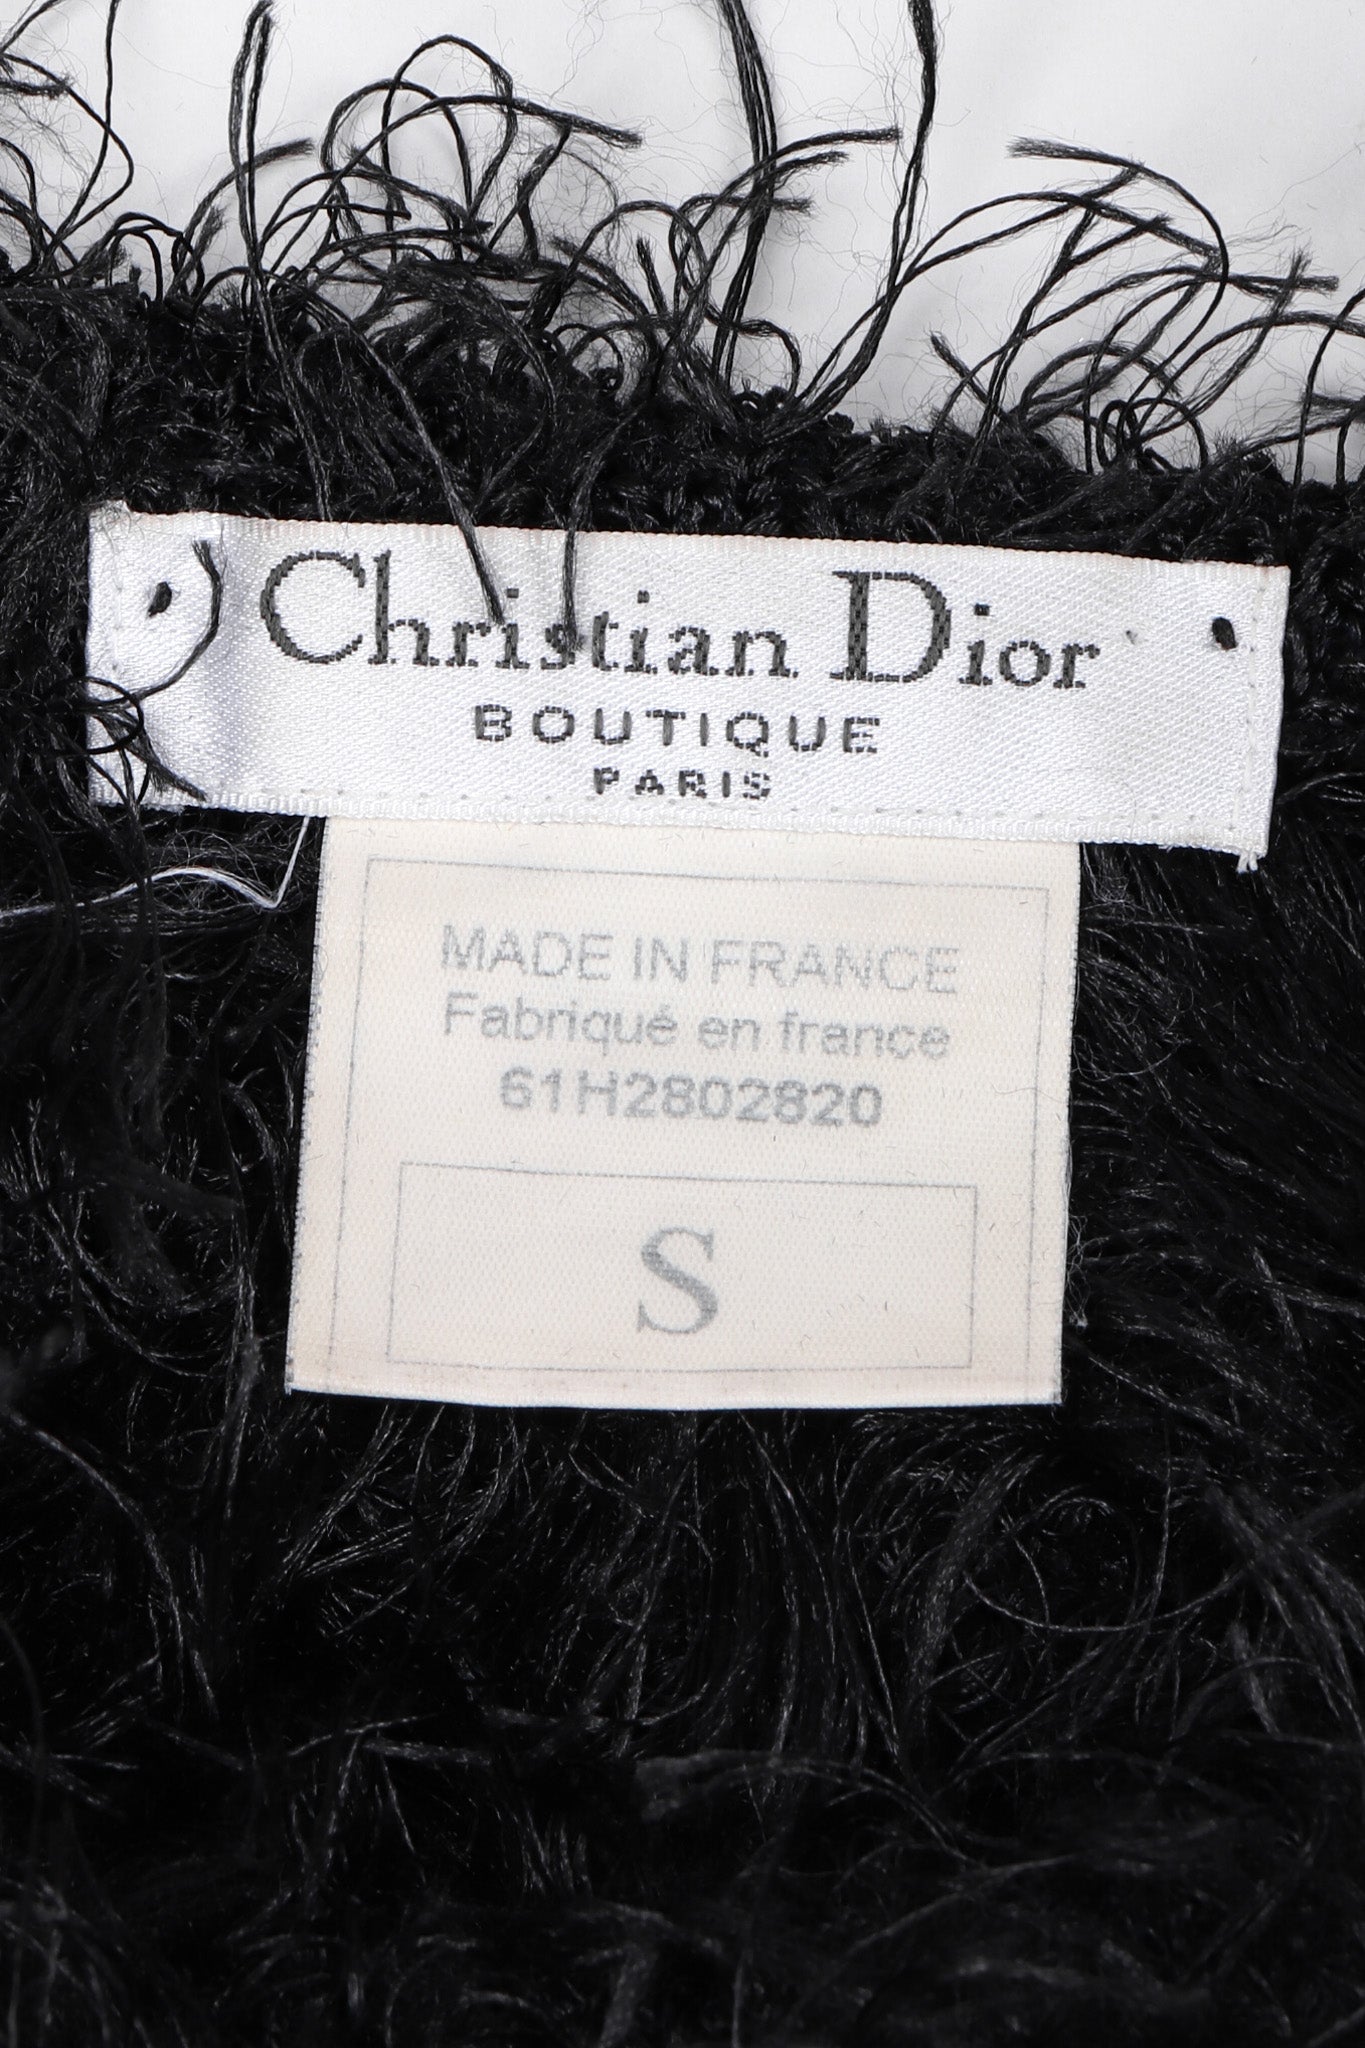 Christian Dior
BOUTIQUE
PARIS
MADE IN FRANCE
Fabriqué en france
61H2802820
S